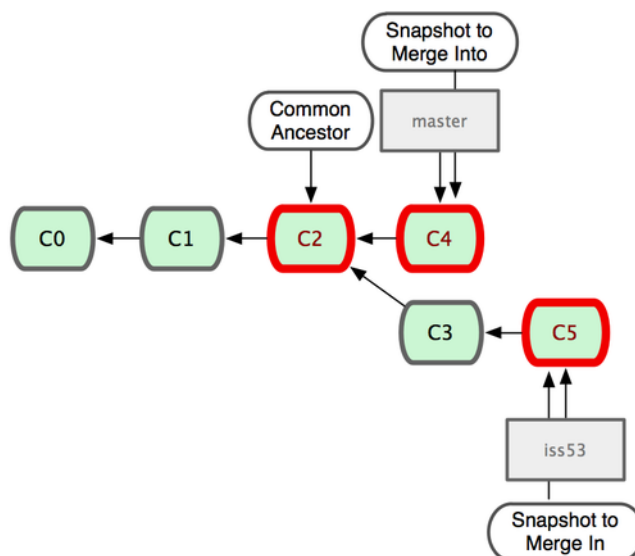 Snapshot to
Merge Into
Common
Ancestor
master
C0
C1
C2
C4
C3
C5
iss53
Snapshot to
Merge In